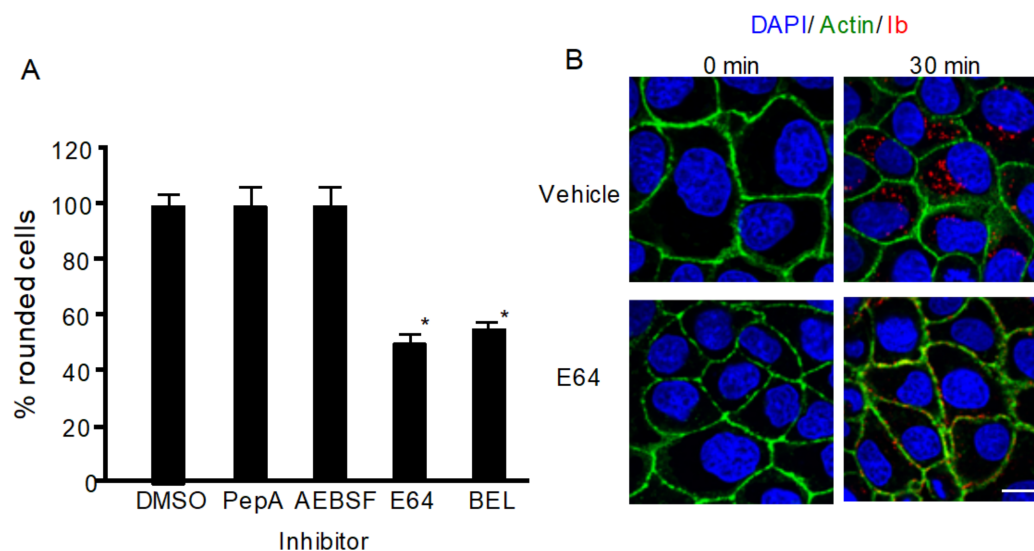 DAPI/ Actin/ Ib
A
B
0 min
30 min
Vehicle
E64
% rounded cells
120
100
80
60
40
20
0
*
*
DMSO PepA AEBSF E64 BEL
Inhibitor